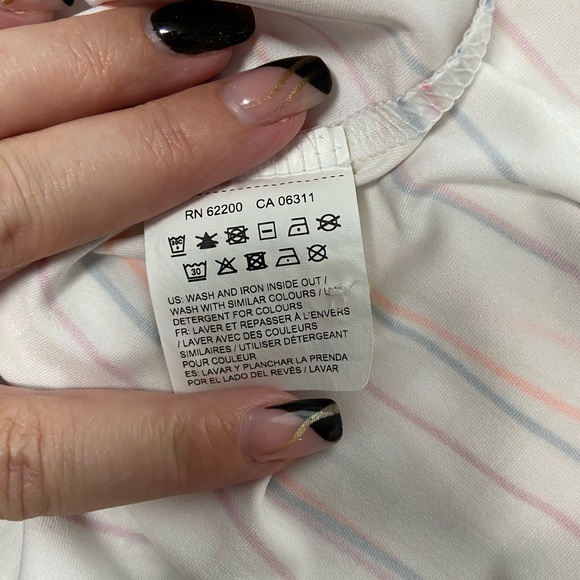 RN 62200 CA 06311
30
US: WASH AND IRON INSIDE OUT /
WASH WITH SIMILAR COLOURS /
DETERGENT FOR COLOURS
FR: LAVER ET REPASSER À L'ENVERS
/ LAVER AVEC DES COULEURS
SIMILAIRES / UTILISER DÉTERGENT
POUR COULEUR
ES: LAVAR Y PLANCHAR LA PRENDA
POR EL LADO DEL REVÉS / LAVAR